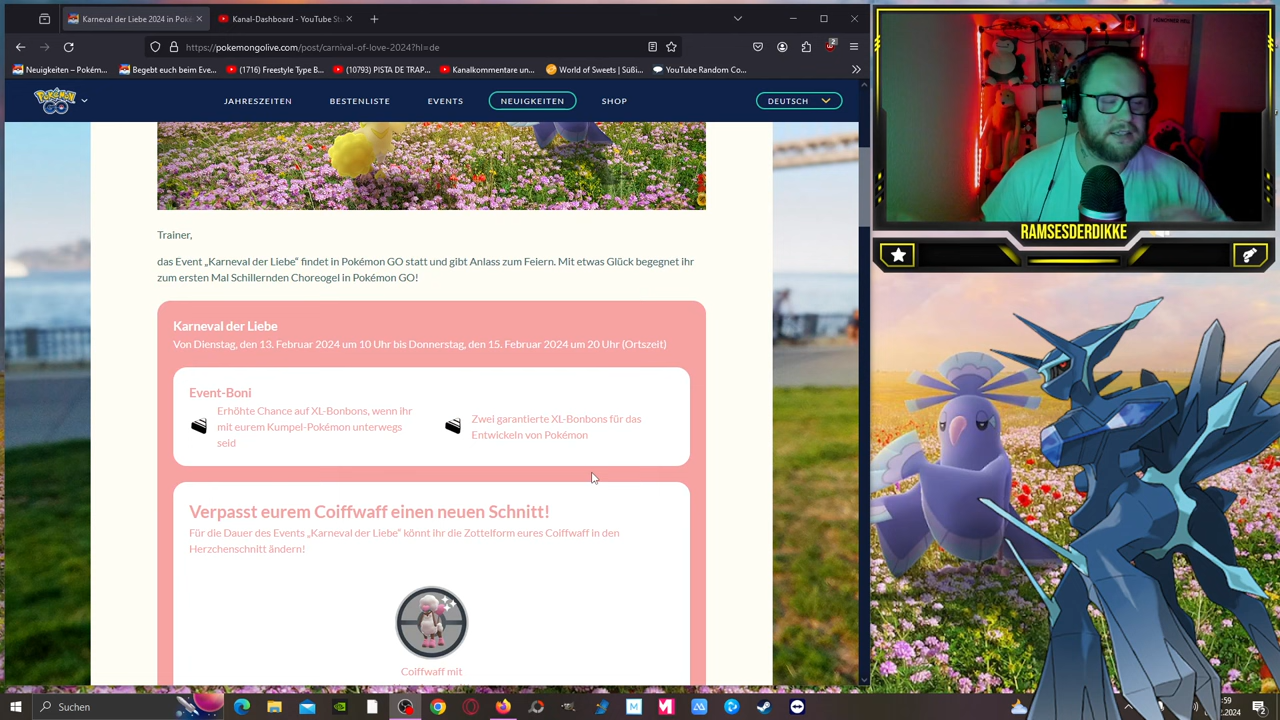 Karneval der Liebe 2024 in Poké
Kanal-Dashboard - YouTube St
https://pokemongolive.com/post/carnival-of-love-2024?hl=de
2
Neuigkeiten – Pokém...
Begebt euch beim Eve...
(1716) Freestyle Type B...
(10793) PISTA DE TRAP...
Kanalkommentare un...
World of Sweets | Süßi...
YouTube Random Co...
JAHRESZEITEN
BESTENLISTE
EVENTS
NEUIGKEITEN
SHOP
DEUTSCH
RAMSESDERDIKKE
Trainer,
das Event „Karneval der Liebe“ findet in Pokémon GO statt und gibt Anlass zum Feiern. Mit etwas Glück begegnet ihr
zum ersten Mal Schillernden Choreogel in Pokémon GO!
Karneval der Liebe
Von Dienstag, den 13. Februar 2024 um 10 Uhr bis Donnerstag, den 15. Februar 2024 um 20 Uhr (Ortszeit)
Event-Boni
Erhöhte Chance auf XL-Bonbons, wenn ihr
mit eurem Kumpel-Pokémon unterwegs
seid
Zwei garantierte XL-Bonbons für das
Entwickeln von Pokémon
Verpasst eurem Coiffwaff einen neuen Schnitt!
Für die Dauer des Events „Karneval der Liebe“ könnt ihr die Zottelform eures Coiffwaff in den
Herzchenschnitt ändern!
Coiffwaff mit
Suchen
:59
.2024
2